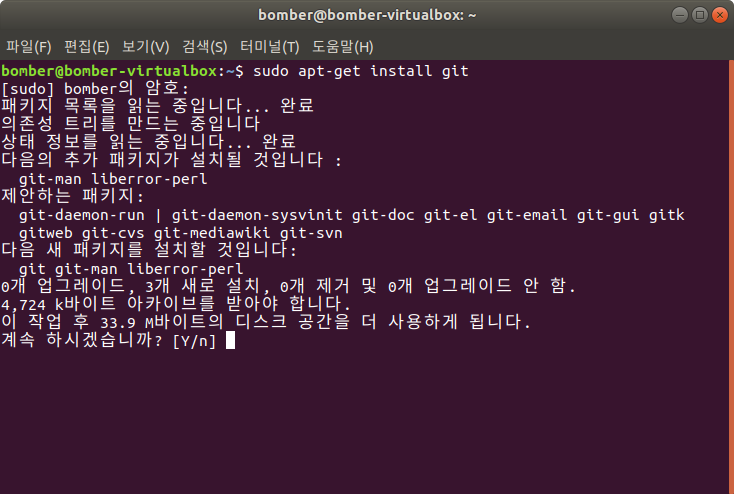 bomber@bomber-virtualbox: ~
파일(F) 편집(E) 보기(V) 검색(S) 터미널(T) 도움말(H)
bomber@bomber-virtualbox:~$ sudo apt-get install git
[sudo] bomber의 암호:
패키지 목록을 읽는 중입니다... 완료
의존성 트리를 만드는 중입니다
상태 정보를 읽는 중입니다... 완료
다음의 추가 패키지가 설치될 것입니다 :
  git-man liberror-perl
제안하는 패키지:
  git-daemon-run | git-daemon-sysvinit git-doc git-el git-email git-gui gitk
  gitweb git-cvs git-mediawiki git-svn
다음 새 패키지를 설치할 것입니다:
  git git-man liberror-perl
0개 업그레이드, 3개 새로 설치, 0개 제거 및 0개 업그레이드 안 함.
4,724 k바이트 아카이브를 받아야 합니다.
이 작업 후 33.9 M바이트의 디스크 공간을 더 사용하게 됩니다.
계속 하시겠습니까? [Y/n]